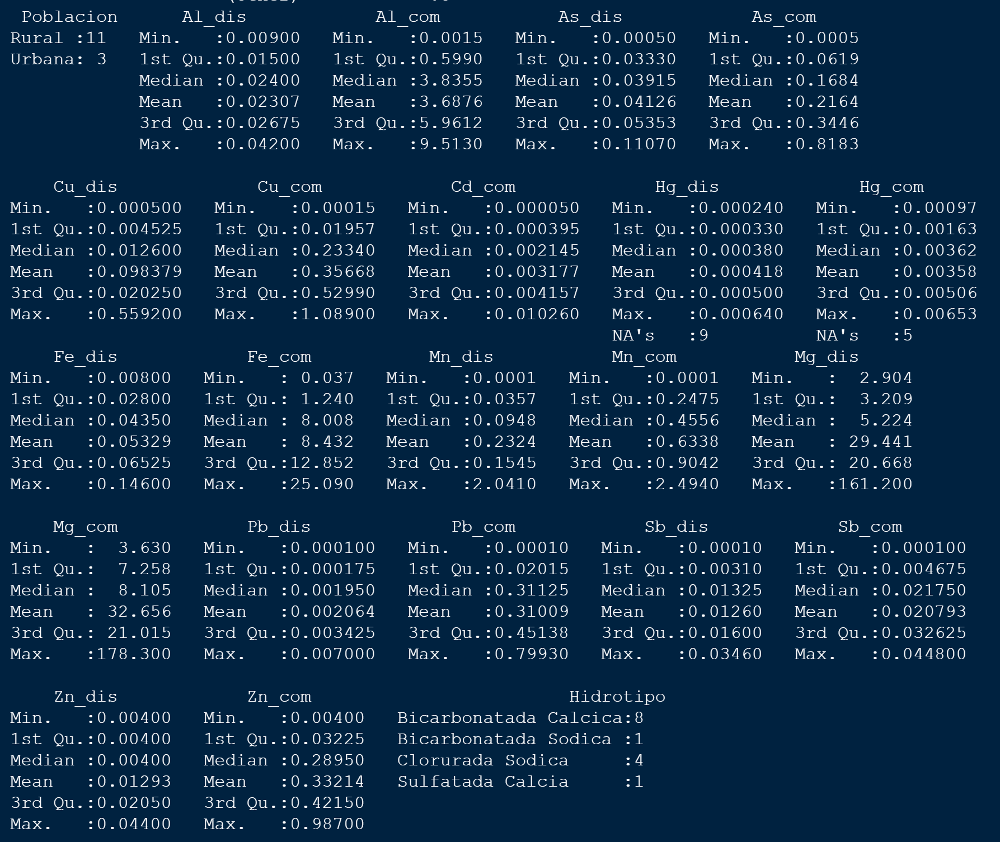 Poblacion Al_dis Al_com As_dis As_com
Rural :11 Min. :0.00900 Min. :0.0015 Min. :0.00050 Min. :0.0005
Urbana: 3 1st Qu.:0.01500 1st Qu.:0.5990 1st Qu.:0.03330 1st Qu.:0.0619
Median :0.02400 Median :3.8355 Median :0.03915 Median :0.1684
Mean :0.02307 Mean :3.6876 Mean :0.04126 Mean :0.2164
3rd Qu.:0.02675 3rd Qu.:5.9612 3rd Qu.:0.05353 3rd Qu.:0.3446
Max. :0.04200 Max. :9.5130 Max. :0.11070 Max. :0.8183
Cu_dis Cu_com Cd_com Hg_dis Hg_com
Min. :0.000500 Min. :0.00015 Min. :0.000050 Min. :0.000240 Min. :0.00097
1st Qu.:0.004525 1st Qu.:0.01957 1st Qu.:0.000395 1st Qu.:0.000330 1st Qu.:0.00163
Median :0.012600 Median :0.23340 Median :0.002145 Median :0.000380 Median :0.00362
Mean :0.098379 Mean :0.35668 Mean :0.003177 Mean :0.000418 Mean :0.00358
3rd Qu.:0.020250 3rd Qu.:0.52990 3rd Qu.:0.004157 3rd Qu.:0.000500 3rd Qu.:0.00506
Max. :0.559200 Max. :1.08900 Max. :0.010260 Max. :0.000640 Max. :0.00653
NA's :9 NA's :5
Fe_dis Fe_com Mn_dis Mn_com Mg_dis
Min. :0.00800 Min. : 0.037 Min. :0.0001 Min. :0.0001 Min. : 2.904
1st Qu.:0.02800 1st Qu.: 1.240 1st Qu.:0.0357 1st Qu.:0.2475 1st Qu.: 3.209
Median :0.04350 Median : 8.008 Median :0.0948 Median :0.4556 Median : 5.224
Mean :0.05329 Mean : 8.432 Mean :0.2324 Mean :0.6338 Mean : 29.441
3rd Qu.:0.06525 3rd Qu.:12.852 3rd Qu.:0.1545 3rd Qu.:0.9042 3rd Qu.: 20.668
Max. :0.14600 Max. :25.090 Max. :2.0410 Max. :2.4940 Max. :161.200
Mg_com Pb_dis Pb_com Sb_dis Sb_com
Min. : 3.630 Min. :0.000100 Min. :0.00010 Min. :0.00010 Min. :0.000100
1st Qu.: 7.258 1st Qu.:0.000175 1st Qu.:0.02015 1st Qu.:0.00310 1st Qu.:0.004675
Median : 8.105 Median :0.001950 Median :0.31125 Median :0.01325 Median :0.021750
Mean : 32.656 Mean :0.002064 Mean :0.31009 Mean :0.01260 Mean :0.020793
3rd Qu.: 21.015 3rd Qu.:0.003425 3rd Qu.:0.45138 3rd Qu.:0.01600 3rd Qu.:0.032625
Max. :178.300 Max. :0.007000 Max. :0.79930 Max. :0.03460 Max. :0.044800
Zn_dis Zn_com Hidrotipo
Min. :0.00400 Min. :0.00400 Bicarbonatada Calcica:8
1st Qu.:0.00400 1st Qu.:0.03225 Bicarbonatada Sodica :1
Median :0.00400 Median :0.28950 Clorurada Sodica :4
Mean :0.01293 Mean :0.33214 Sulfatada Calcia :1
3rd Qu.:0.02050 3rd Qu.:0.42150
Max. :0.04400 Max. :0.98700